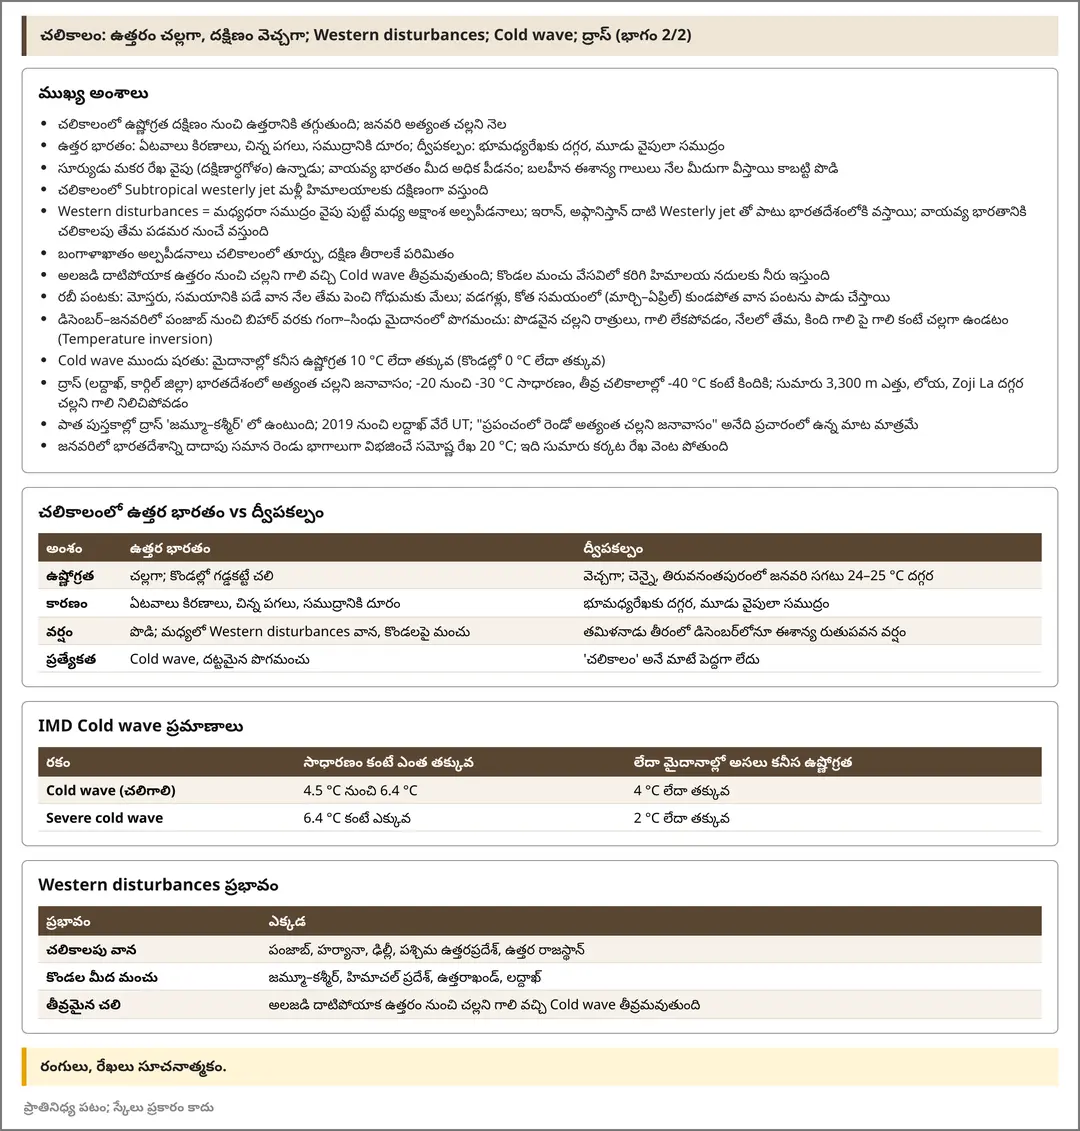 చలికాలం: ఉత్తరం చల్లగా, దక్షిణం వెచ్చగా; Western disturbances; Cold wave; ద్రాస్ (భాగం 2/2)
ముఖ్య అంశాలు
• చలికాలంలో ఉష్ణోగ్రత దక్షిణం నుంచి ఉత్తరానికి తగ్గుతుంది; జనవరి అత్యంత చల్లని నెల
• ఉత్తర భారతం: ఏటవాలు కిరణాలు, చిన్న పగలు, సముద్రానికి దూరం; ద్వీపకల్పం: భూమధ్యరేఖకు దగ్గర, మూడు వైపులా సముద్రం
• సూర్యుడు మకర రేఖ వైపు (దక్షిణార్ధగోళం) ఉన్నాడు; వాయవ్య భారతం మీద అధిక పీడనం; బలహీన ఈశాన్య గాలులు నేల మీదుగా వీస్తాయి కాబట్టి పొడి
• చలికాలంలో Subtropical westerly jet మళ్లీ హిమాలయాలకు దక్షిణంగా వస్తుంది
• Western disturbances = మధ్యధరా సముద్రం వైపు పుట్టే మధ్య అక్షాంశ అల్పపీడనాలు; ఇరాన్, అఫ్గానిస్తాన్ దాటి Westerly jet తో పాటు భారతదేశంలోకి వస్తాయి; వాయవ్య భారతానికి
చలికాలపు తేమ పడమర నుంచే వస్తుంది
• బంగాళాఖాతం అల్పపీడనాలు చలికాలంలో తూర్పు, దక్షిణ తీరాలకే పరిమితం
• అలజడి దాటిపోయాక ఉత్తరం నుంచి చల్లని గాలి వచ్చి Cold wave తీవ్రమవుతుంది; కొండల మంచు వేసవిలో కరిగి హిమాలయ నదులకు నీరు ఇస్తుంది
• రబీ పంటకు: మోస్తరు, సమయానికి పడే వాన నేల తేమ పెంచి గోధుమకు మేలు; వడగళ్లు, కోత సమయంలో (మార్చి–ఏప్రిల్) కుండపోత వాన పంటను పాడు చేస్తాయి
• డిసెంబర్–జనవరిలో పంజాబ్ నుంచి బిహార్ వరకు గంగా–సింధు మైదానంలో పొగమంచు: పొడవైన చల్లని రాత్రులు, గాలి లేకపోవడం, నేలలో తేమ, కింది గాలి పై గాలి కంటే చల్లగా ఉండటం
(Temperature inversion)
• Cold wave ముందు షరతు: మైదానాల్లో కనీస ఉష్ణోగ్రత 10 °C లేదా తక్కువ (కొండల్లో 0 °C లేదా తక్కువ)
• ద్రాస్ (లద్దాఖ్, కార్గిల్ జిల్లా) భారతదేశంలో అత్యంత చల్లని జనావాసం; -20 నుంచి -30 °C సాధారణం, తీవ్ర చలికాలాల్లో -40 °C కంటే కిందికి; సుమారు 3,300 m ఎత్తు, లోయ, Zoji La దగ్గర
చల్లని గాలి నిలిచిపోవడం
• పాత పుస్తకాల్లో ద్రాస్ 'జమ్మూ–కశ్మీర్' లో ఉంటుంది; 2019 నుంచి లద్దాఖ్ వేరే UT; "ప్రపంచంలో రెండో అత్యంత చల్లని జనావాసం" అనేది ప్రచారంలో ఉన్న మాట మాత్రమే
• జనవరిలో భారతదేశాన్ని దాదాపు సమాన రెండు భాగాలుగా విభజించే సమోష్ణ రేఖ 20 °C; ఇది సుమారు కర్కట రేఖ వెంట పోతుంది
చలికాలంలో ఉత్తర భారతం vs ద్వీపకల్పం
అంశం ఉత్తర భారతం ద్వీపకల్పం
ఉష్ణోగ్రత చల్లగా; కొండల్లో గడ్డకట్టే చలి వెచ్చగా; చెన్నై, తిరువనంతపురంలో జనవరి సగటు 24–25 °C దగ్గర
కారణం ఏటవాలు కిరణాలు, చిన్న పగలు, సముద్రానికి దూరం భూమధ్యరేఖకు దగ్గర, మూడు వైపులా సముద్రం
వర్షం పొడి; మధ్యలో Western disturbances వాన, కొండలపై మంచు తమిళనాడు తీరంలో డిసెంబర్‌లోనూ ఈశాన్య రుతుపవన వర్షం
ప్రత్యేకత Cold wave, దట్టమైన పొగమంచు 'చలికాలం' అనే మాటే పెద్దగా లేదు
IMD Cold wave ప్రమాణాలు
రకం సాధారణం కంటే ఎంత తక్కువ లేదా మైదానాల్లో అసలు కనీస ఉష్ణోగ్రత
Cold wave (చలిగాలి) 4.5 °C నుంచి 6.4 °C 4 °C లేదా తక్కువ
Severe cold wave 6.4 °C కంటే ఎక్కువ 2 °C లేదా తక్కువ
Western disturbances ప్రభావం
ప్రభావం ఎక్కడ
చలికాలపు వాన పంజాబ్, హర్యానా, ఢిల్లీ, పశ్చిమ ఉత్తరప్రదేశ్, ఉత్తర రాజస్థాన్
కొండల మీద మంచు జమ్మూ–కశ్మీర్, హిమాచల్ ప్రదేశ్, ఉత్తరాఖండ్, లద్దాఖ్
తీవ్రమైన చలి అలజడి దాటిపోయాక ఉత్తరం నుంచి చల్లని గాలి వచ్చి Cold wave తీవ్రమవుతుంది
రంగులు, రేఖలు సూచనాత్మకం.
ప్రాతినిధ్య పటం; స్కేలు ప్రకారం కాదు